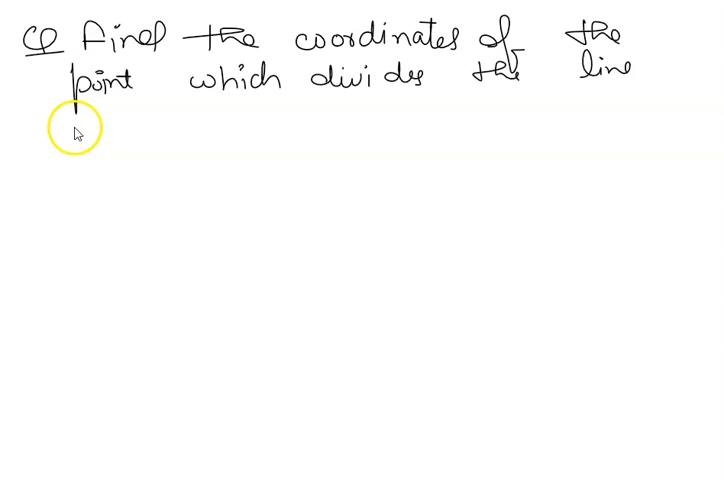 Q Find the coordinates of the
point which divides the line